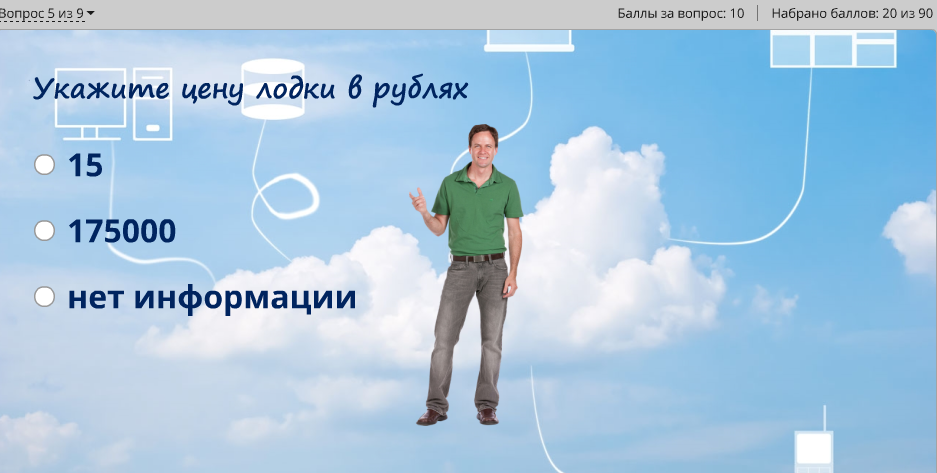 Вопрос 5 из 9
Баллы за вопрос: 10
Набрано баллов: 20 из 90
Укажите цену лодки в рублях
15
175000
нет информации